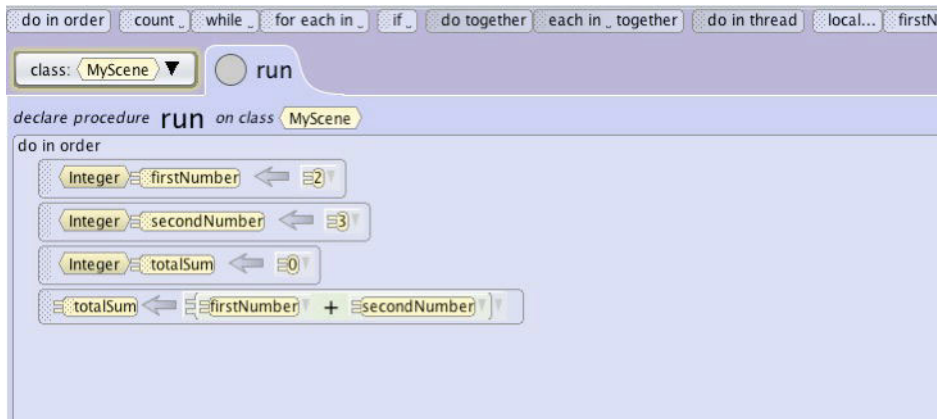 do in order count _ while _ for each in _ if _ do together each in _ together do in thread local... firstN
class: MyScene run
declare procedure run on class MyScene
do in order
Integer firstNumber 2
Integer secondNumber 3
Integer totalSum 0
totalSum firstNumber + secondNumber